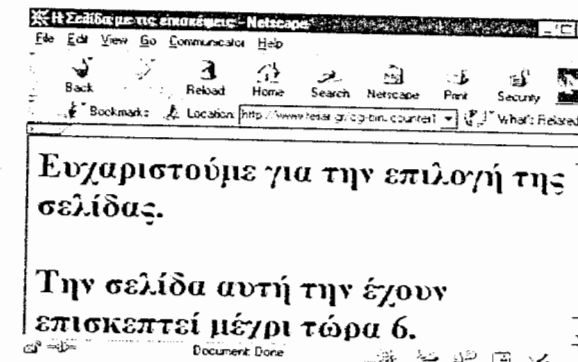 Η Σελίδα με τις επισκέψεις - Netscape
File Edit View Go Communicator Help
Back Reload Home Search Netscape Print Security
Bookmarks Location: What's Related
Ευχαριστούμε για την επιλογή της
σελίδας.
Την σελίδα αυτή την έχουν
επισκεπτεί μέχρι τώρα 6.
Document: Done